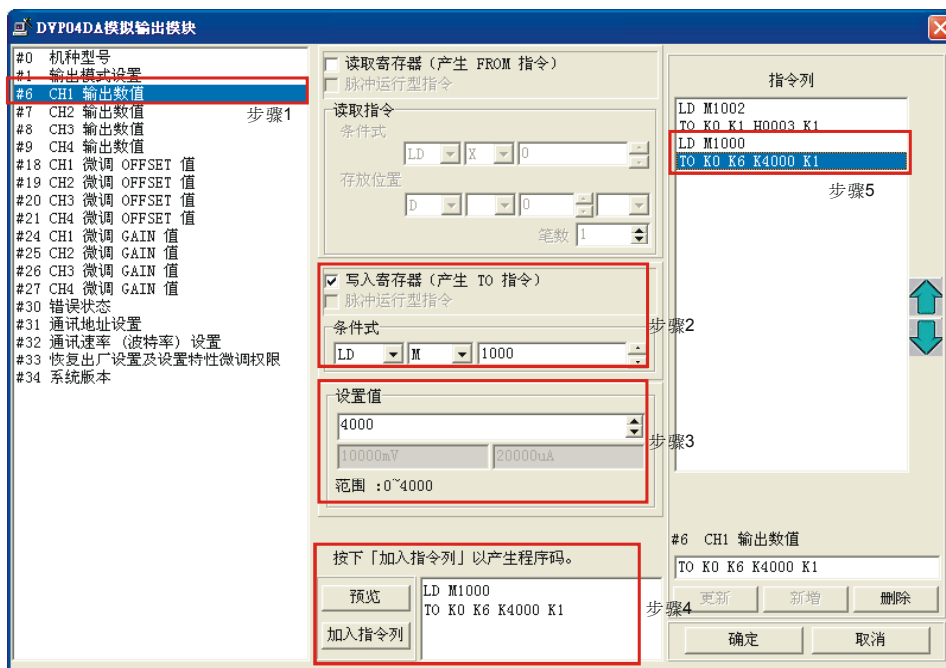 DVP04DA模拟输出模块
#0 机种型号
#1 输出模式设置
#6 CH1 输出数值
#7 CH2 输出数值
#8 CH3 输出数值
#9 CH4 输出数值
#18 CH1 微调 OFFSET 值
#19 CH2 微调 OFFSET 值
#20 CH3 微调 OFFSET 值
#21 CH4 微调 OFFSET 值
#24 CH1 微调 GAIN 值
#25 CH2 微调 GAIN 值
#26 CH3 微调 GAIN 值
#27 CH4 微调 GAIN 值
#30 错误状态
#31 通讯地址设置
#32 通讯速率 (波特率) 设置
#33 恢复出厂设置及设置特性微调权限
#34 系统版本
步骤1
读取寄存器(产生 FROM 指令)
脉冲运行型指令
读取指令
条件式
LD X 0
存放位置
D 0
笔数 1
写入寄存器(产生 TO 指令)
脉冲运行型指令
条件式
LD M 1000
步骤2
设置值
4000
10000mV 20000uA
范围 :0~4000
步骤3
按下「加入指令列」以产生程序码。
预览
加入指令列
LD M1000
TO K0 K6 K4000 K1
步骤4
指令列
LD M1002
TO K0 K1 H0003 K1
LD M1000
TO K0 K6 K4000 K1
步骤5
#6 CH1 输出数值
TO K0 K6 K4000 K1
更新 新增 删除
确定 取消